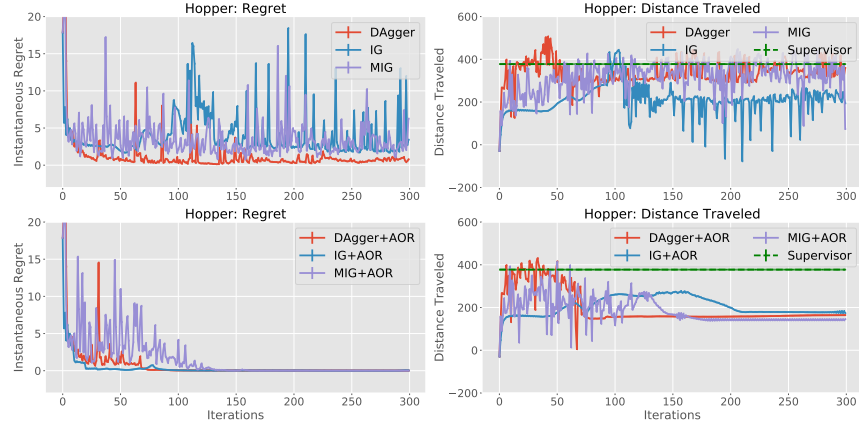 Hopper: Regret
Instantaneous Regret
20
15
10
5
0
0 50 100 150 200 250 300
DAgger
IG
MIG
Hopper: Distance Traveled
Distance Traveled
600
400
200
0
−200
0 50 100 150 200 250 300
DAgger
IG
MIG
Supervisor
Hopper: Regret
Instantaneous Regret
20
15
10
5
0
0 50 100 150 200 250 300
Iterations
DAgger+AOR
IG+AOR
MIG+AOR
Hopper: Distance Traveled
Distance Traveled
600
400
200
0
−200
0 50 100 150 200 250 300
Iterations
DAgger+AOR
IG+AOR
MIG+AOR
Supervisor